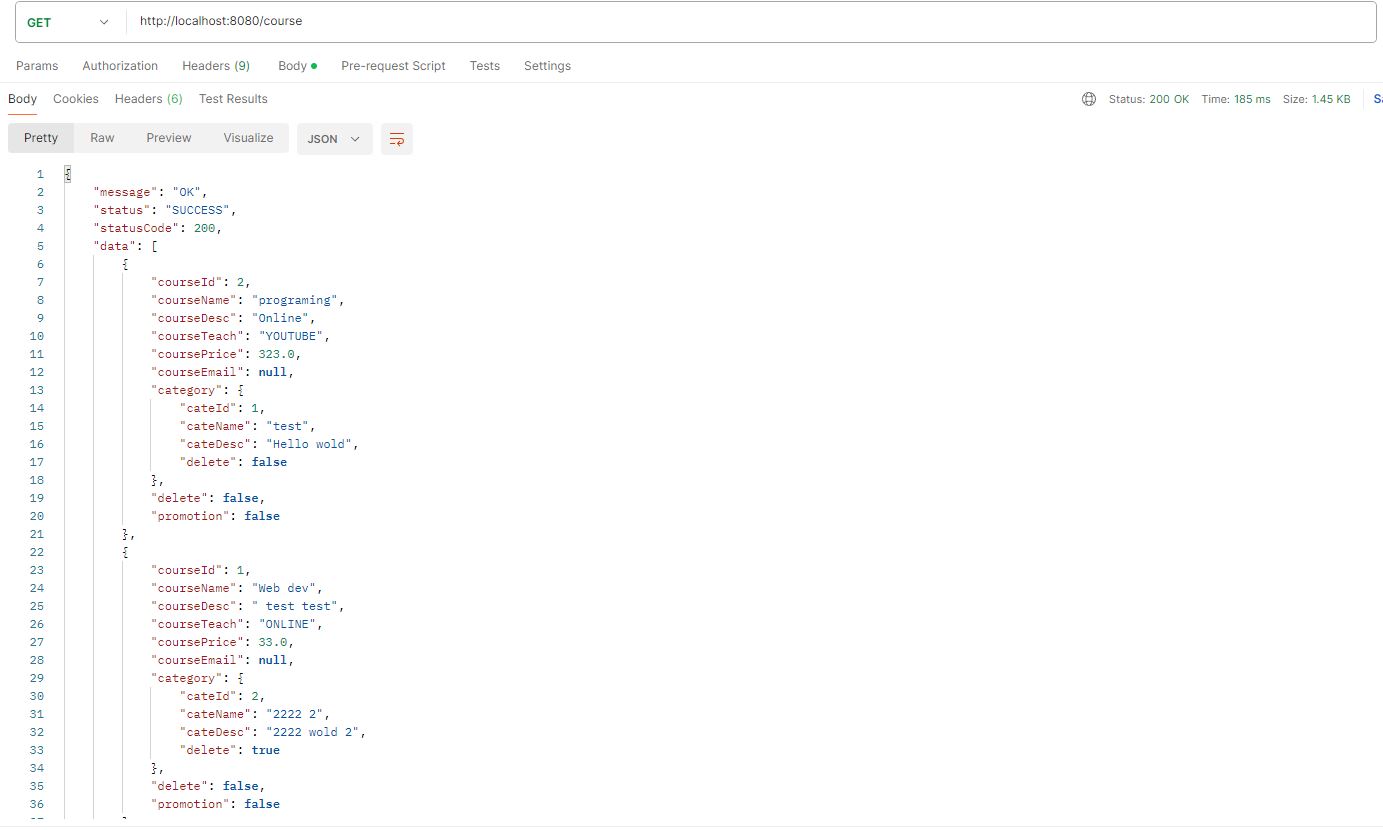 GET http://localhost:8080/course
Params Authorization Headers (9) Body Pre-request Script Tests Settings
Body Cookies Headers (6) Test Results Status: 200 OK Time: 185 ms Size: 1.45 KB
Pretty Raw Preview Visualize JSON
1 {
2 "message": "OK",
3 "status": "SUCCESS",
4 "statusCode": 200,
5 "data": [
6 {
7 "courseId": 2,
8 "courseName": "programing",
9 "courseDesc": "Online",
10 "courseTeach": "YOUTUBE",
11 "coursePrice": 323.0,
12 "courseEmail": null,
13 "category": {
14 "cateId": 1,
15 "cateName": "test",
16 "cateDesc": "Hello wold",
17 "delete": false
18 },
19 "delete": false,
20 "promotion": false
21 },
22 {
23 "courseId": 1,
24 "courseName": "Web dev",
25 "courseDesc": " test test",
26 "courseTeach": "ONLINE",
27 "coursePrice": 33.0,
28 "courseEmail": null,
29 "category": {
30 "cateId": 2,
31 "cateName": "2222 2",
32 "cateDesc": "2222 wold 2",
33 "delete": true
34 },
35 "delete": false,
36 "promotion": false